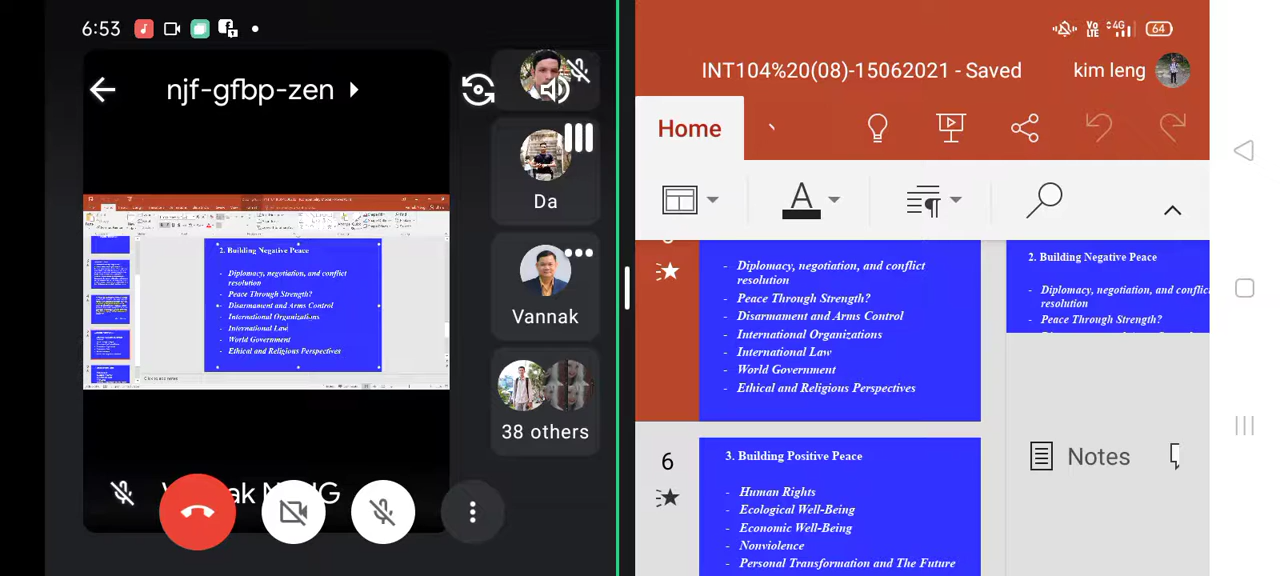 6:53
njf-gfbp-zen
Da
Vannak
38 others
2. Building Negative Peace
- Diplomacy, negotiation, and conflict
resolution
- Peace Through Strength?
- Disarmament and Arms Control
- International Organizations
- International Law
- World Government
- Ethical and Religious Perspectives
64
INT104%20(08)-15062021 - Saved
kim leng
Home
- Diplomacy, negotiation, and conflict
resolution
- Peace Through Strength?
- Disarmament and Arms Control
- International Organizations
- International Law
- World Government
- Ethical and Religious Perspectives
2. Building Negative Peace
- Diplomacy, negotiation, and conflic
resolution
- Peace Through Strength?
Notes
6
3. Building Positive Peace
- Human Rights
- Ecological Well-Being
- Economic Well-Being
- Nonviolence
- Personal Transformation and The Future